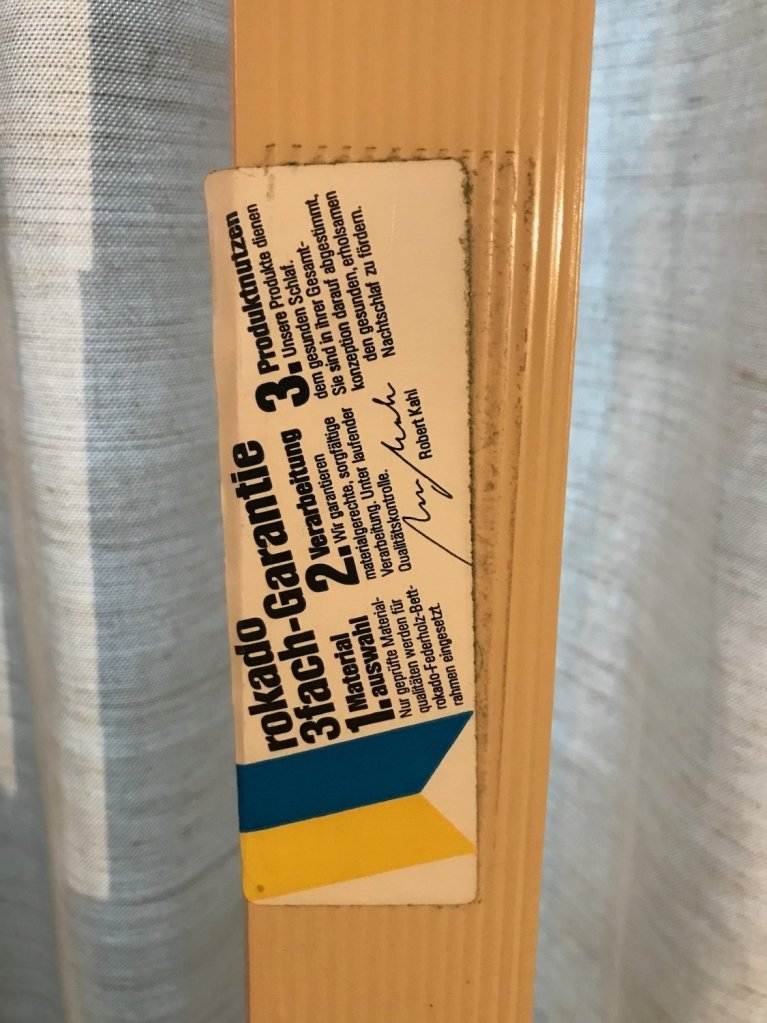 rokado
3fach-Garantie
1. Material
auswahl
Nur geprüfte Material-
qualitäten werden für
rokado-Federholz-Bett-
rahmen eingesetzt
2. Verarbeitung
Wir garantieren
materialgerechte, sorgfältige
Verarbeitung. Unter laufender
Qualitätskontrolle.
Robert Kahl
3. Produktnutzen
Unsere Produkte dienen
dem gesunden Schlaf.
Sie sind in ihrer Gesamt-
konzeption darauf abgestimmt,
den gesunden, erholsamen
Nachtschlaf zu fördern.